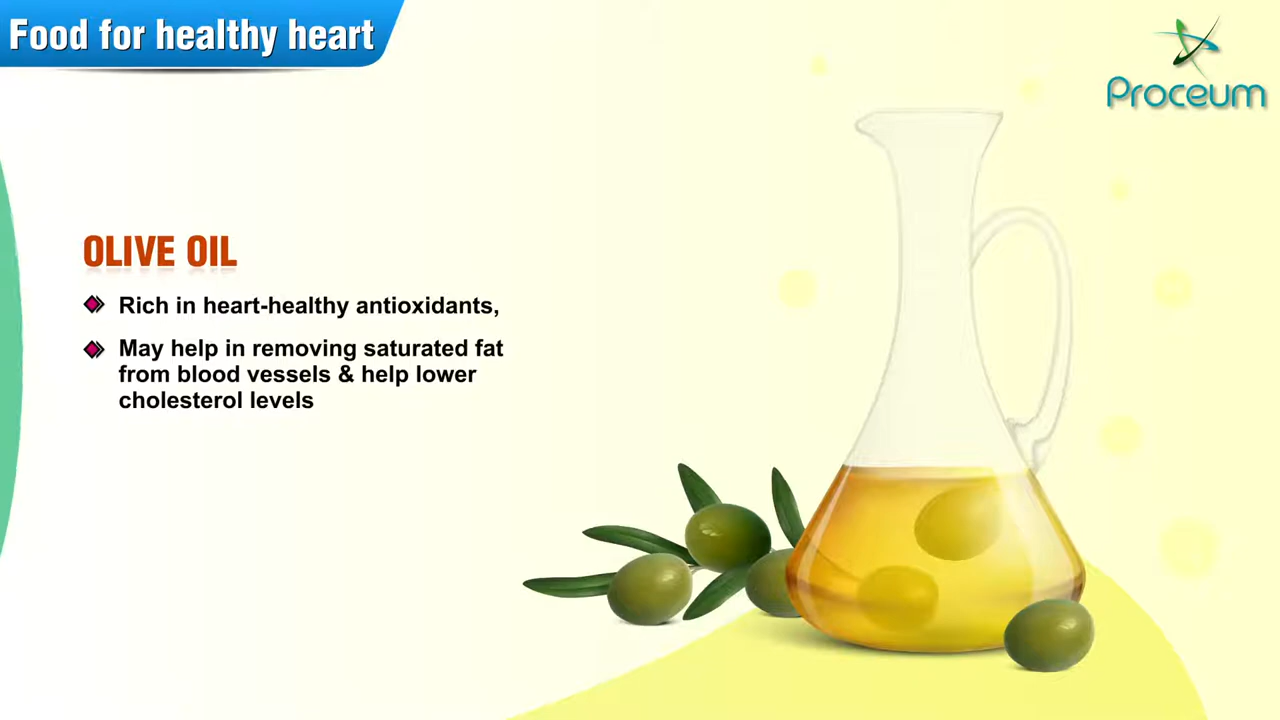 Food for healthy heart
Proceum
OLIVE OIL
Rich in heart-healthy antioxidants,
May help in removing saturated fat
from blood vessels & help lower
cholesterol levels